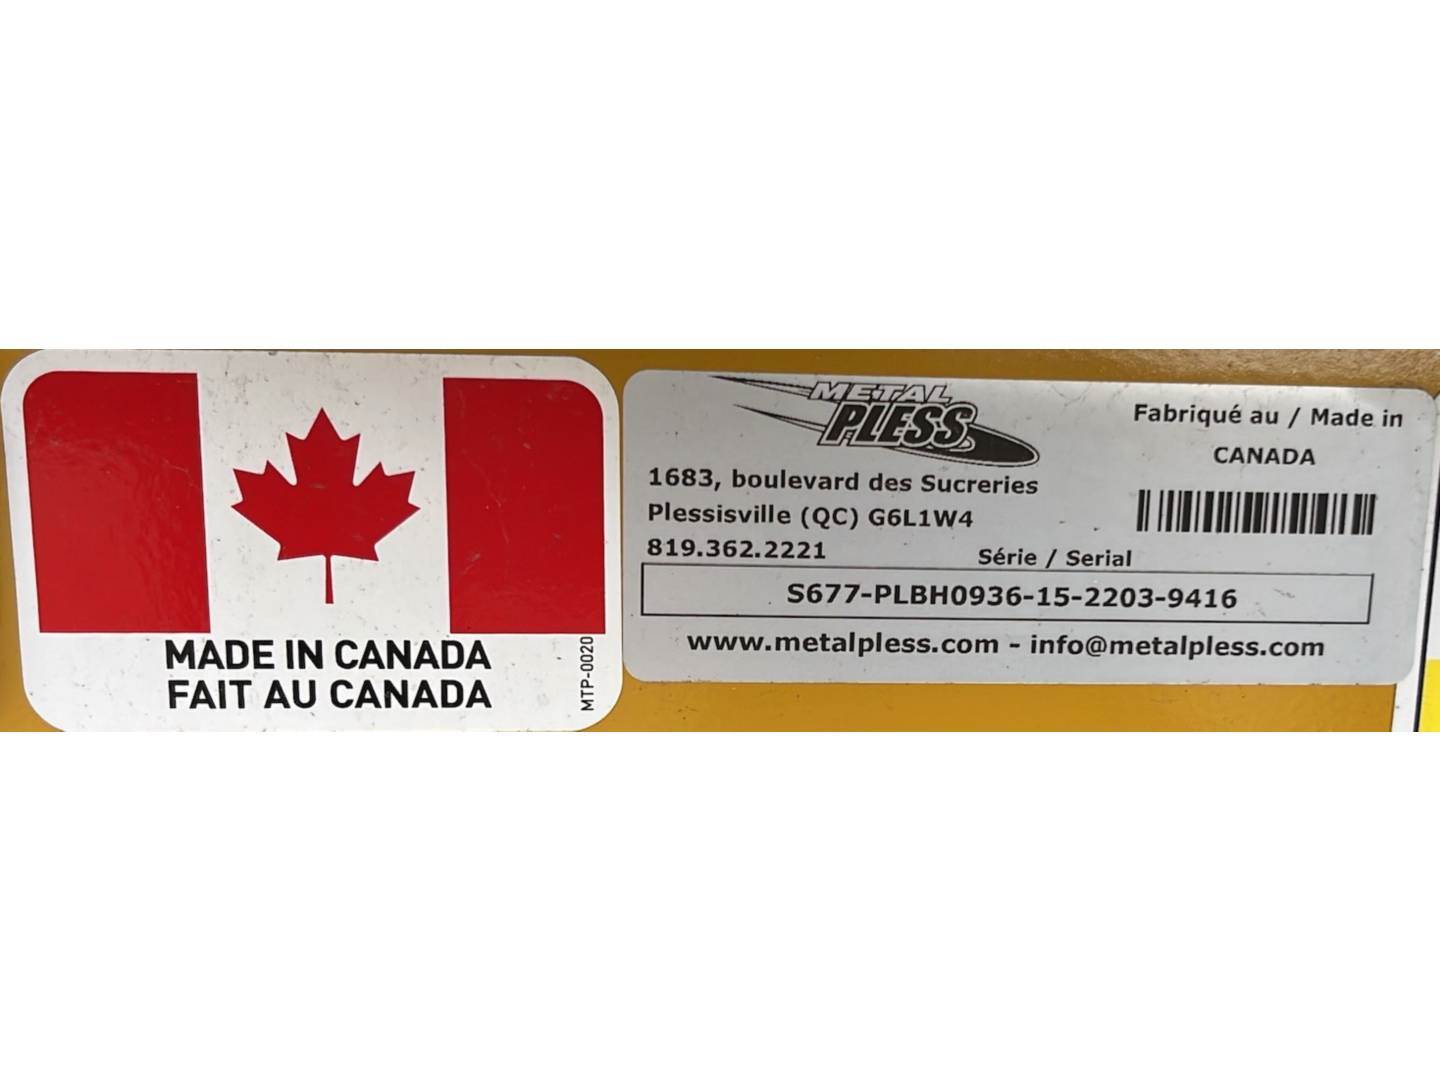 MADE IN CANADA
FAIT AU CANADA
MTP-0020
METAL
PLESS
Fabriqué au / Made in
CANADA
1683, boulevard des Sucreries
Plessisville (QC) G6L1W4
819.362.2221
Série / Serial
S677-PLBH0936-15-2203-9416
www.metalpless.com - info@metalpless.com